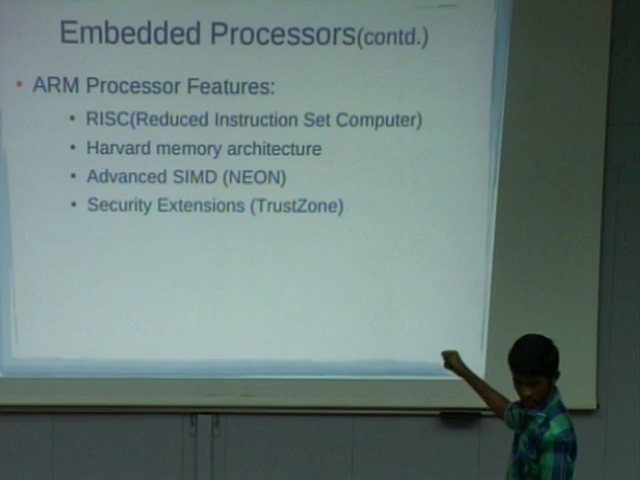 Embedded Processors(contd.)
• ARM Processor Features:
• RISC(Reduced Instruction Set Computer)
• Harvard memory architecture
• Advanced SIMD (NEON)
• Security Extensions (TrustZone)